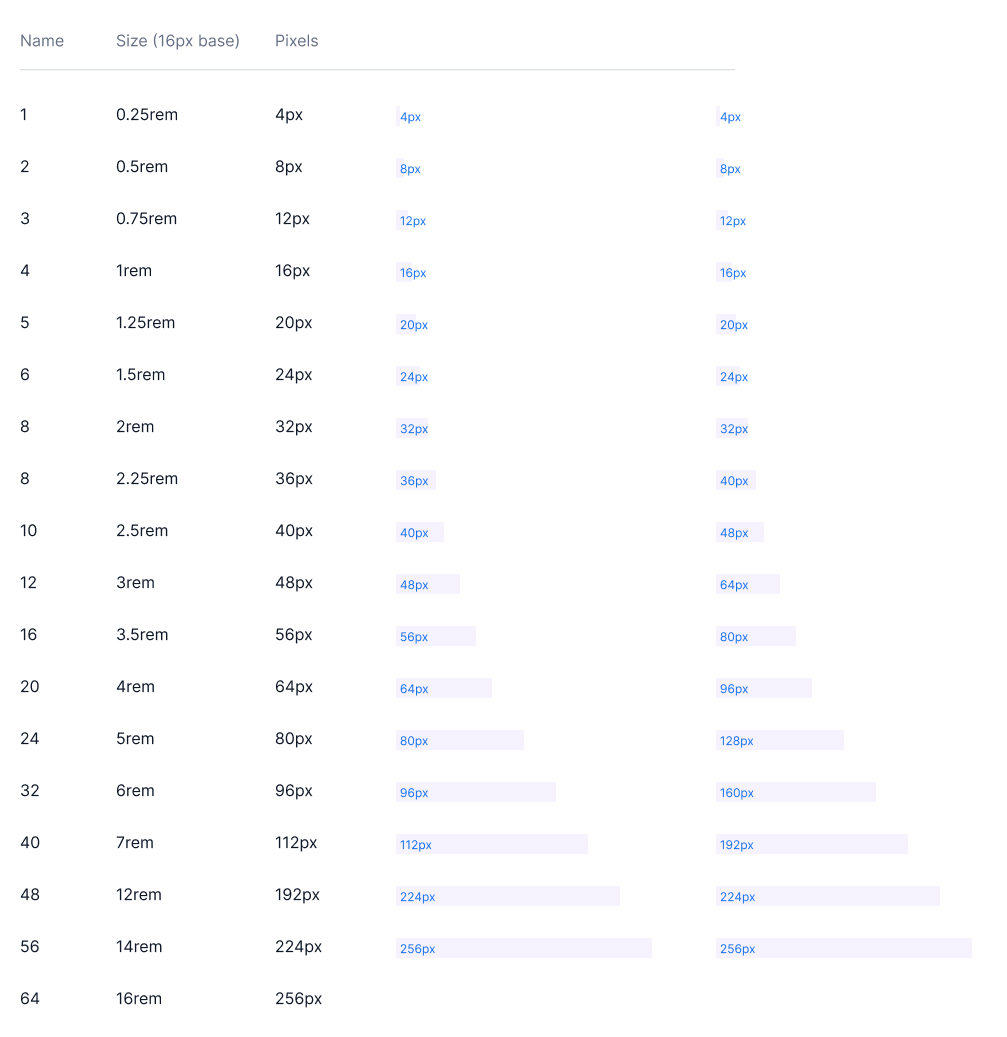 Name Size (16px base) Pixels
1 0.25rem 4px 4px 4px
2 0.5rem 8px 8px 8px
3 0.75rem 12px 12px 12px
4 1rem 16px 16px 16px
5 1.25rem 20px 20px 20px
6 1.5rem 24px 24px 24px
8 2rem 32px 32px 32px
8 2.25rem 36px 36px 40px
10 2.5rem 40px 40px 48px
12 3rem 48px 48px 64px
16 3.5rem 56px 56px 80px
20 4rem 64px 64px 96px
24 5rem 80px 80px 128px
32 6rem 96px 96px 160px
40 7rem 112px 112px 192px
48 12rem 192px 224px 224px
56 14rem 224px 256px 256px
64 16rem 256px